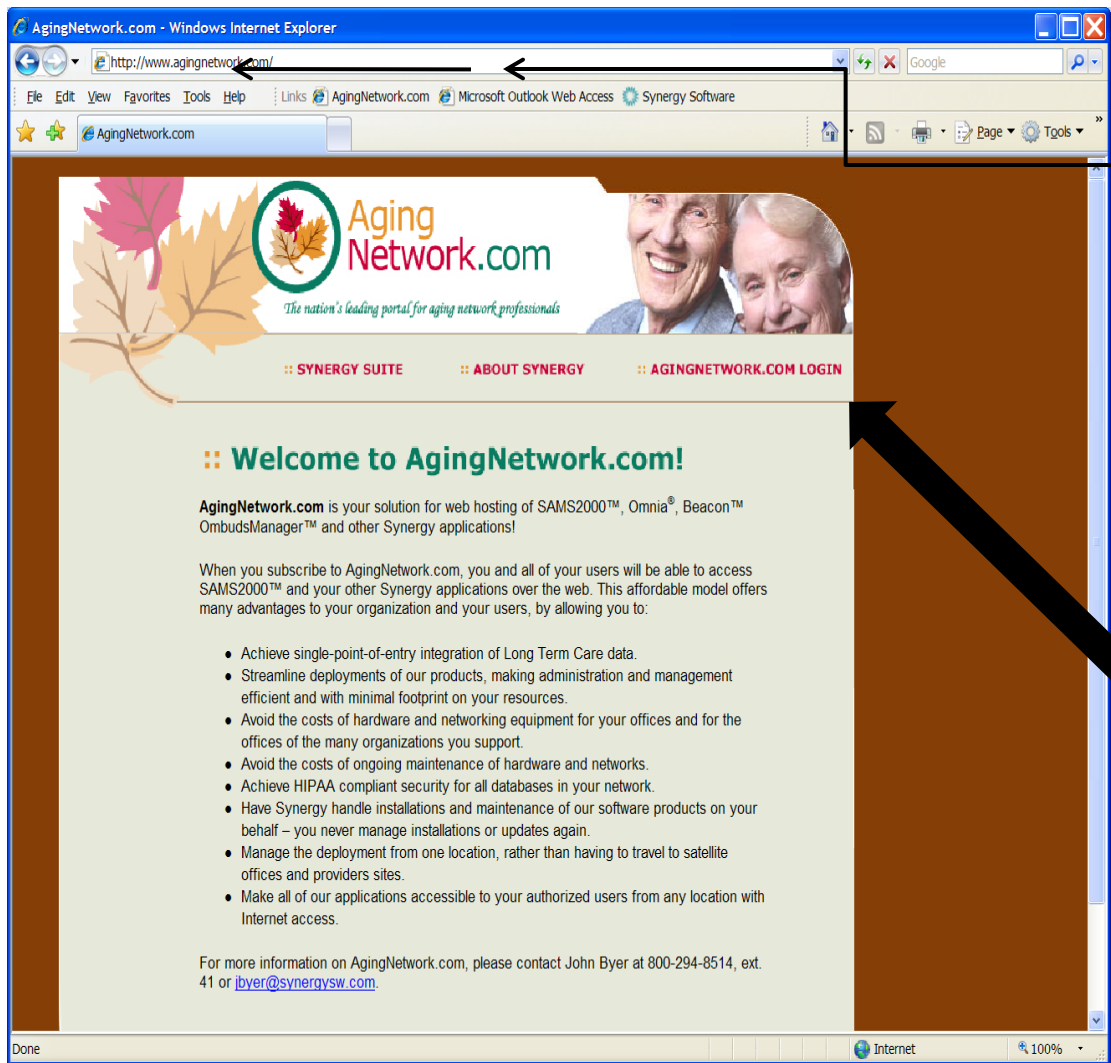 AgingNetwork.com - Windows Internet Explorer
http://www.agingnetwork.com/
Google
File Edit View Favorites Tools Help Links AgingNetwork.com Microsoft Outlook Web Access Synergy Software
AgingNetwork.com
Page Tools »
Aging
Network.com
The nation's leading portal for aging network professionals
:: SYNERGY SUITE :: ABOUT SYNERGY :: AGINGNETWORK.COM LOGIN
:: Welcome to AgingNetwork.com!
AgingNetwork.com is your solution for web hosting of SAMS2000™, Omnia®, Beacon™
OmbudsManager™ and other Synergy applications!
When you subscribe to AgingNetwork.com, you and all of your users will be able to access
SAMS2000™ and your other Synergy applications over the web. This affordable model offers
many advantages to your organization and your users, by allowing you to:
● Achieve single-point-of-entry integration of Long Term Care data.
● Streamline deployments of our products, making administration and management
efficient and with minimal footprint on your resources.
● Avoid the costs of hardware and networking equipment for your offices and for the
offices of the many organizations you support.
● Avoid the costs of ongoing maintenance of hardware and networks.
● Achieve HIPAA compliant security for all databases in your network.
● Have Synergy handle installations and maintenance of our software products on your
behalf – you never manage installations or updates again.
● Manage the deployment from one location, rather than having to travel to satellite
offices and providers sites.
● Make all of our applications accessible to your authorized users from any location with
Internet access.
For more information on AgingNetwork.com, please contact John Byer at 800-294-8514, ext.
41 or jbyer@synergysw.com.
Done Internet 100%